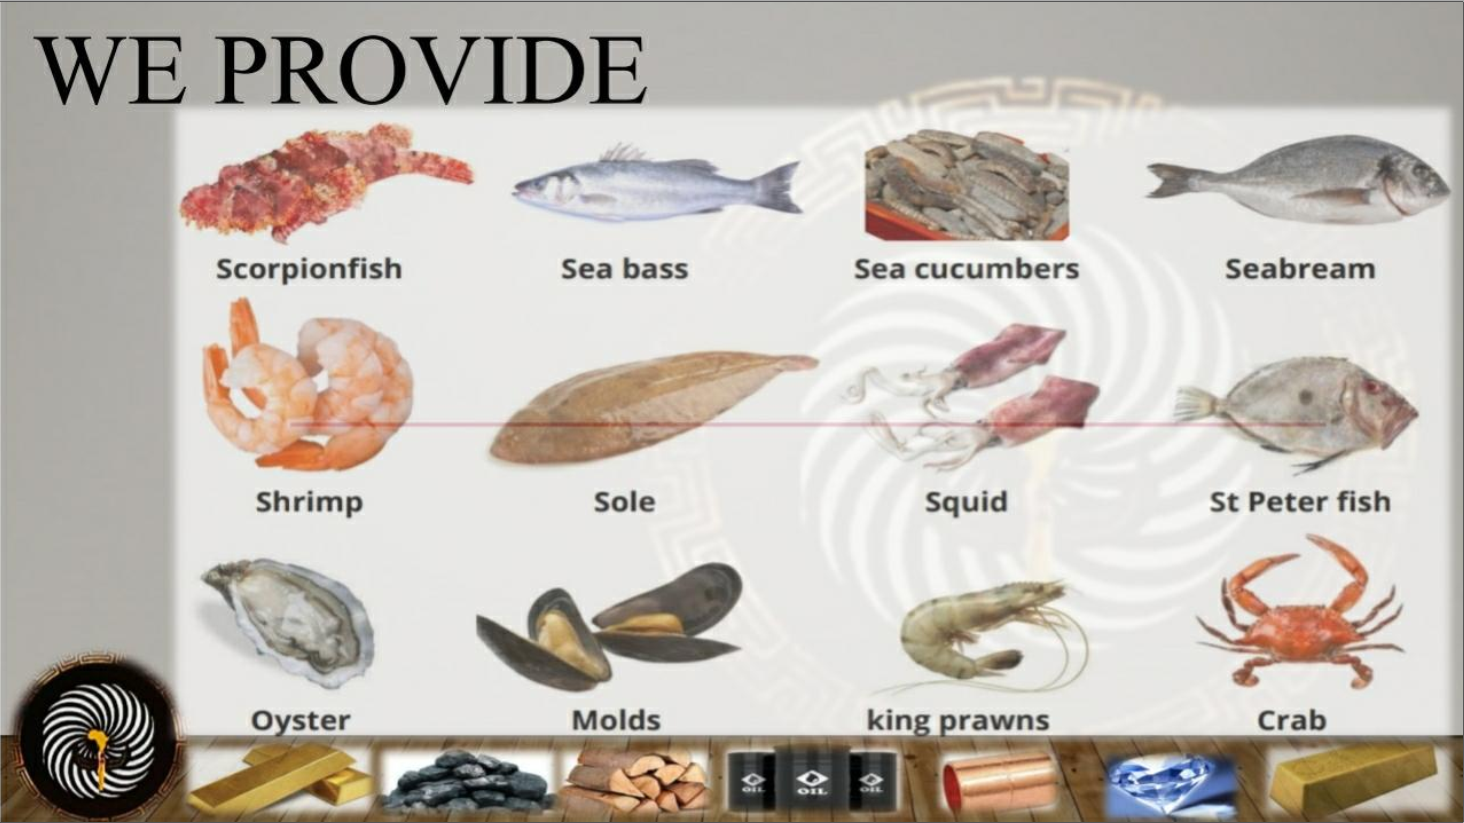 WE PROVIDE
Scorpionfish
Sea bass
Sea cucumbers
Seabream
Shrimp
Sole
Squid
St Peter fish
Oyster
Molds
king prawns
Crab
OIL
OIL
OIL